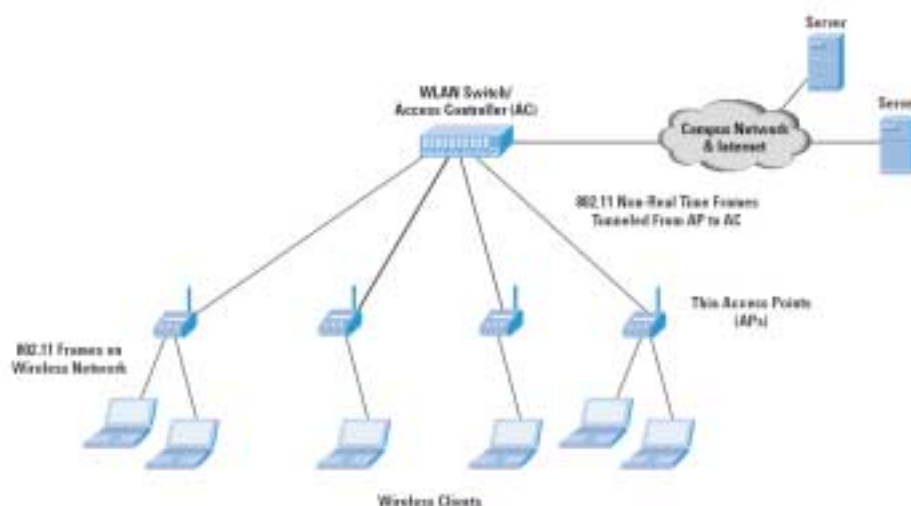 Server
Server
WLAN Switch/
Access Controller (AC)
Campus Network
& Internet
802.11 Non-Real Time Frames
Tunneled From AP to AC
Thin Access Points
(APs)
802.11 Frames on
Wireless Network
Wireless Clients